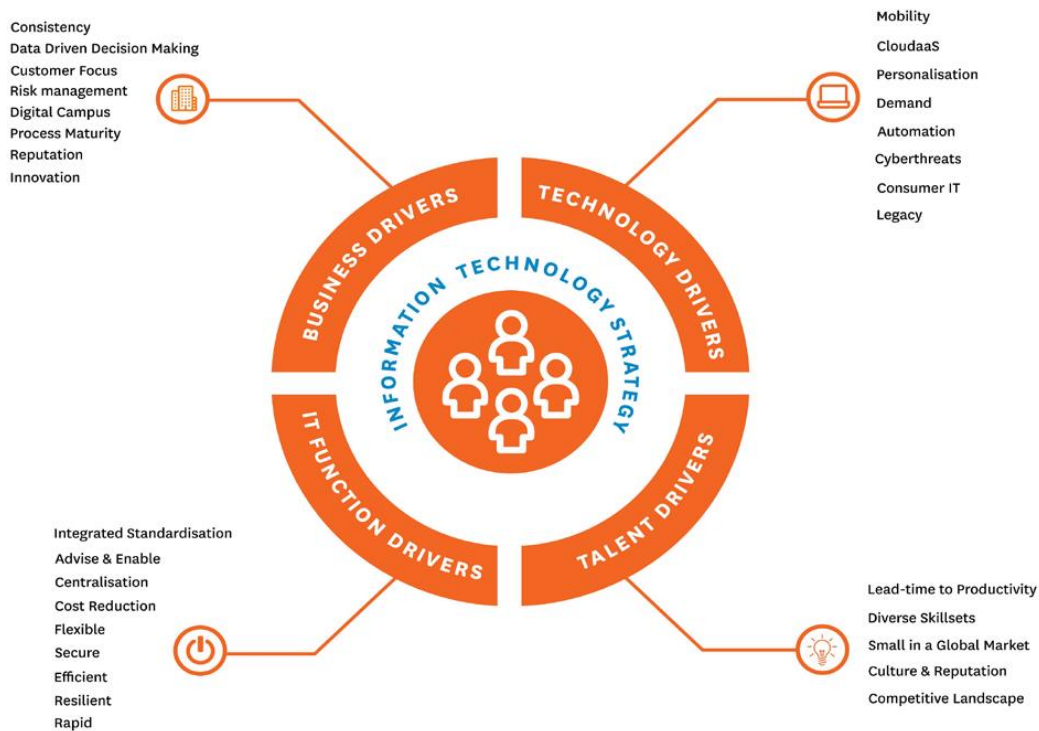 Consistency
Data Driven Decision Making
Customer Focus
Risk management
Digital Campus
Process Maturity
Reputation
Innovation
Mobility
CloudaaS
Personalisation
Demand
Automation
Cyberthreats
Consumer IT
Legacy
BUSINESS DRIVERS
TECHNOLOGY DRIVERS
INFORMATION TECHNOLOGY STRATEGY
IT FUNCTION DRIVERS
TALENT DRIVERS
Integrated Standardisation
Advise & Enable
Centralisation
Cost Reduction
Flexible
Secure
Efficient
Resilient
Rapid
Lead-time to Productivity
Diverse Skillsets
Small in a Global Market
Culture & Reputation
Competitive Landscape